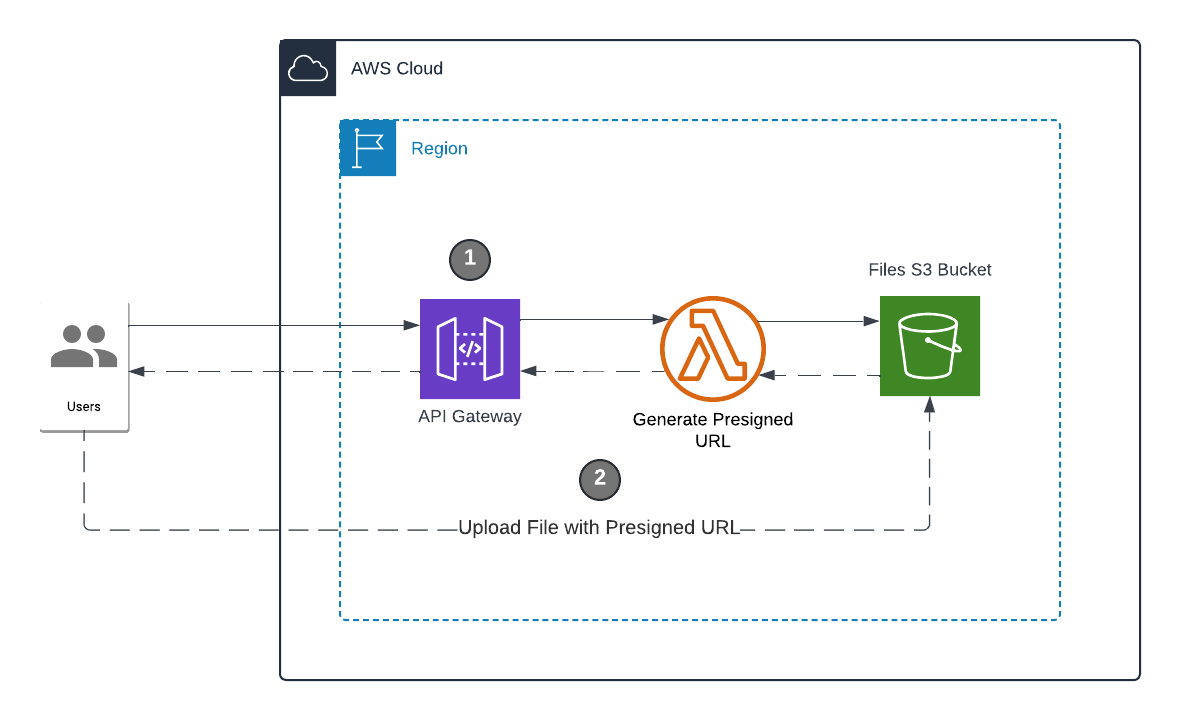 AWS Cloud
Region
1
Files S3 Bucket
</>
Users
API Gateway
Generate Presigned
URL
2
Upload File with Presigned URL